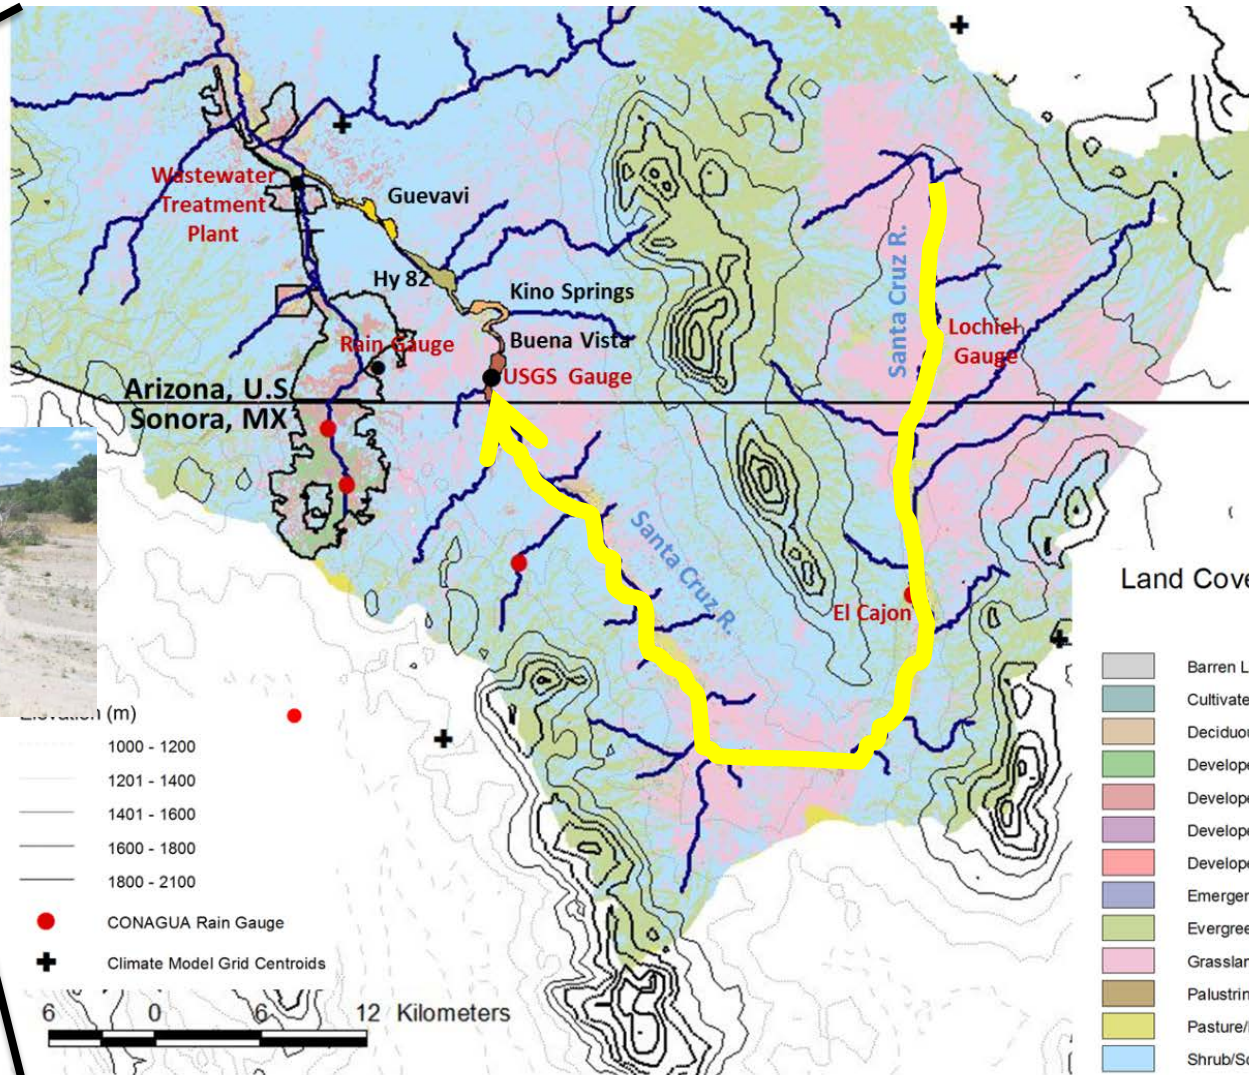 Wastewater
Treatment
Plant
Guevavi
Hy 82
Kino Springs
Buena Vista
Rain Gauge
USGS Gauge
Arizona, U.S
Sonora, MX
Santa Cruz R.
Lochiel
Gauge
Santa Cruz R.
El Cajon
Elevation (m)
1000 - 1200
1201 - 1400
1401 - 1600
1600 - 1800
1800 - 2100
CONAGUA Rain Gauge
Climate Model Grid Centroids
6 0 6 12 Kilometers
Land Cove
Barren L
Cultivate
Deciduou
Develope
Develope
Develope
Develope
Emerger
Evergree
Grasslan
Palustrin
Pasture/
Shrub/Sc